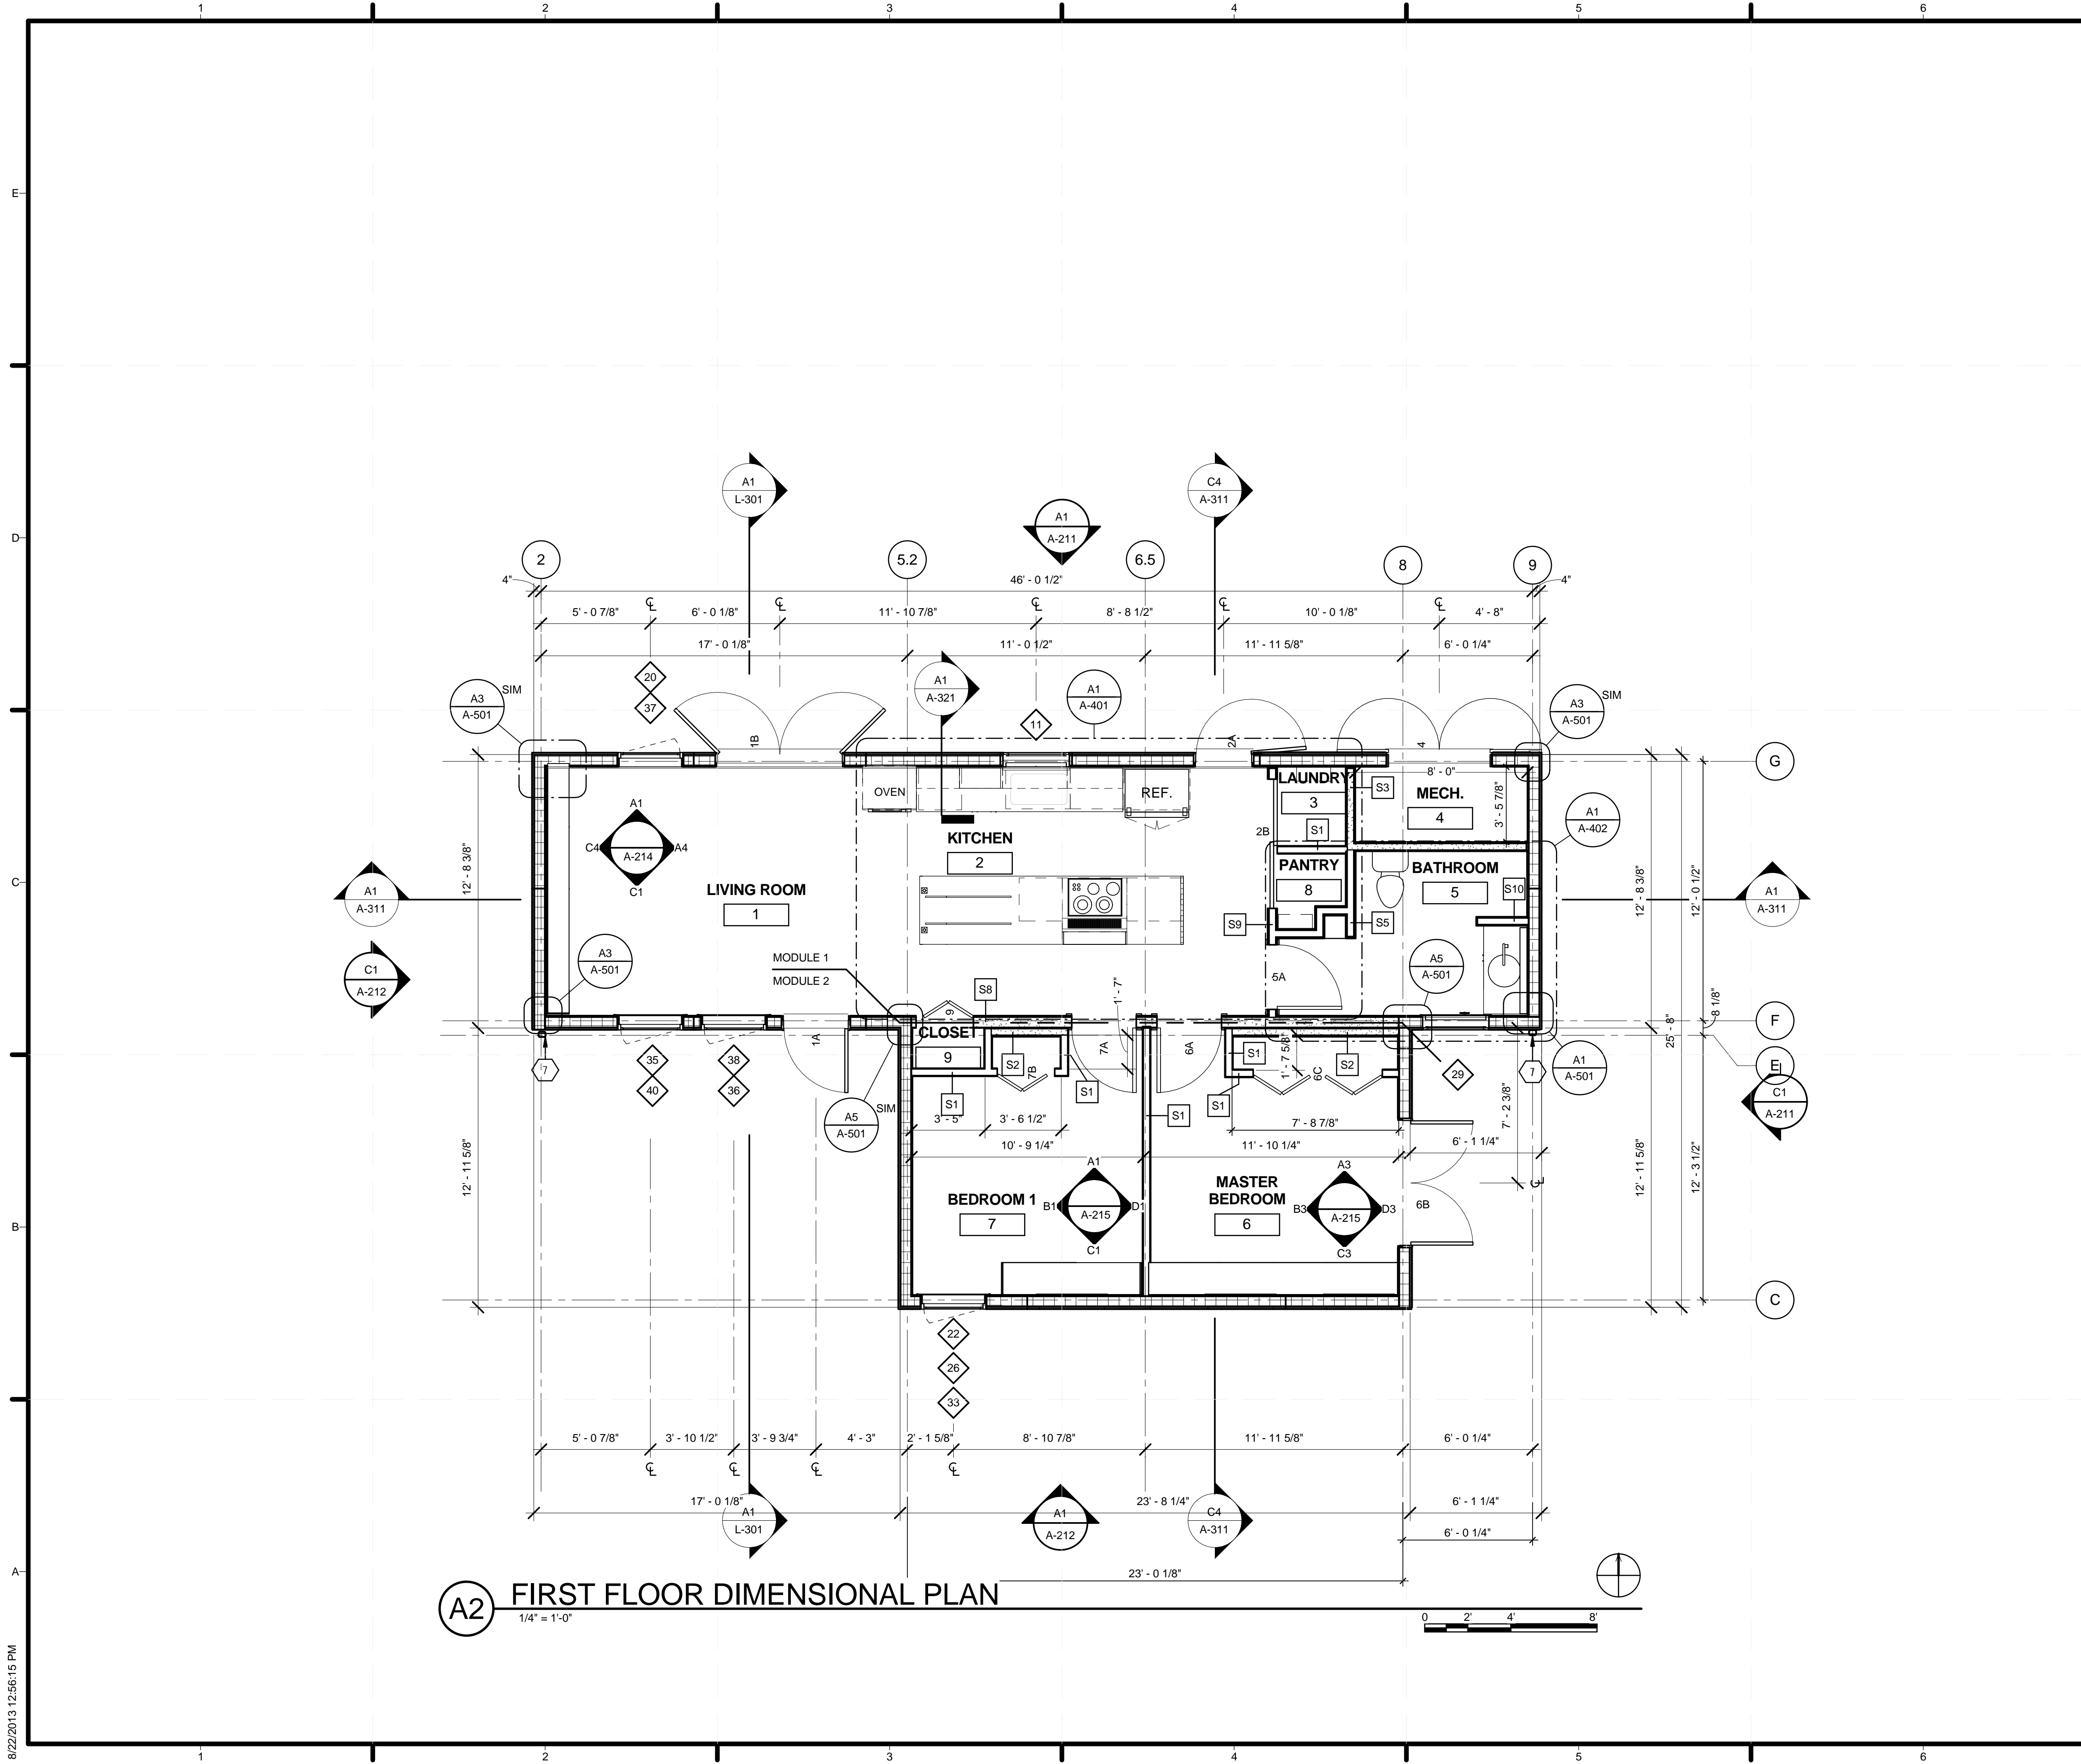 1 2 3 4 5 6
E
D
C
B
A
A1
L-301
C4
A-311
A1
A-211
2 5.2 6.5 8 9
4" 46' - 0 1/2" 4"
5' - 0 7/8" ℄ 6' - 0 1/8" ℄ 11' - 10 7/8" ℄ 8' - 8 1/2" ℄ 10' - 0 1/8" ℄ 4' - 8"
17' - 0 1/8" 11' - 0 1/2" 11' - 11 5/8" 6' - 0 1/4"
20
37
A1
A-321
A1
A-401
11
A3
A-501
SIM
A3
A-501
SIM
1B
2A
4
G
OVEN
REF.
LAUNDRY
3
S3
8' - 0"
MECH.
4
3' - 5 7/8"
A1
A-402
A1
C4 A-214 A4
C1
KITCHEN
2
2B
S1
PANTRY
8
BATHROOM
5
S10
LIVING ROOM
1
S9
S5
12' - 8 3/8"
A1
A-311
C1
A-212
A3
A-501
MODULE 1
MODULE 2
S8
1' - 7"
5A
A5
A-501
12' - 8 3/8"
12' - 0 1/2"
A1
A-311
8 1/8"
25' - 8"
F
E
9
CLOSET
9
1A
S2
7B
7A
6A
S1
1' - 7 5/8"
6C
S2
29
7
7
A1
A-501
C1
A-211
35
40
38
36
A5
A-501
SIM
S1
S1
S1
S1
3' - 5" 3' - 6 1/2" 7' - 8 7/8"
10' - 9 1/4" 11' - 10 1/4" 6' - 1 1/4"
7' - 2 3/8"
℄
12' - 11 5/8"
12' - 11 5/8"
12' - 3 1/2"
BEDROOM 1
7
A1
B1 A-215 D1
C1
MASTER
BEDROOM
6
A3
B3 A-215 D3
C3
6B
C
22
26
33
5' - 0 7/8" 3' - 10 1/2" 3' - 9 3/4" 4' - 3" 2' - 1 5/8" 8' - 10 7/8" 11' - 11 5/8" 6' - 0 1/4"
℄ ℄ ℄ ℄
17' - 0 1/8" 23' - 8 1/4" 6' - 1 1/4"
A1
L-301
A1
A-212
C4
A-311
6' - 0 1/4"
23' - 0 1/8"
A2 FIRST FLOOR DIMENSIONAL PLAN
1/4" = 1'-0"
0 2' 4' 8'
8/22/2013 12:56:15 PM
1 2 3 4 5 6